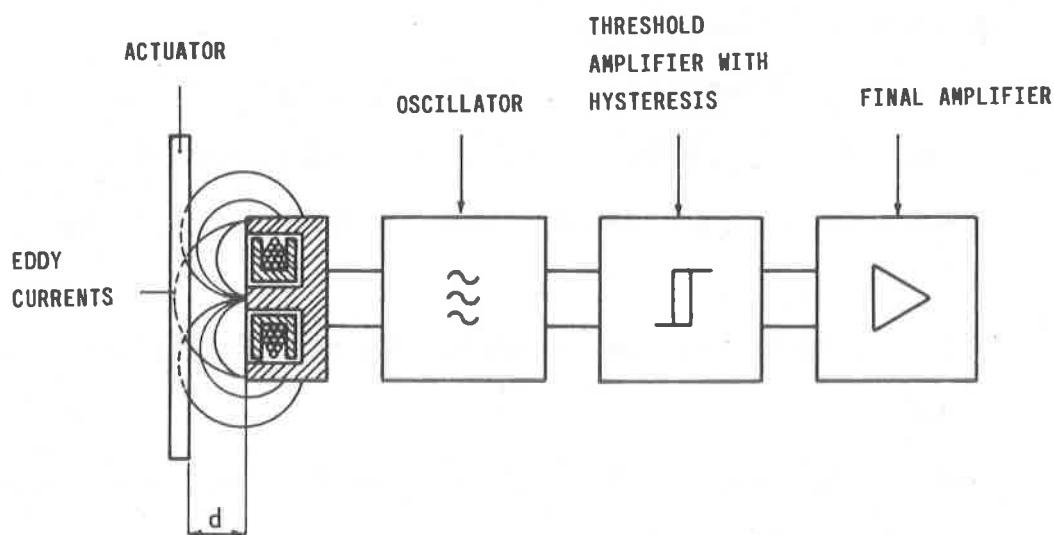 ACTUATOR
OSCILLATOR
THRESHOLD
AMPLIFIER WITH
HYSTERESIS
FINAL AMPLIFIER
EDDY
CURRENTS
d